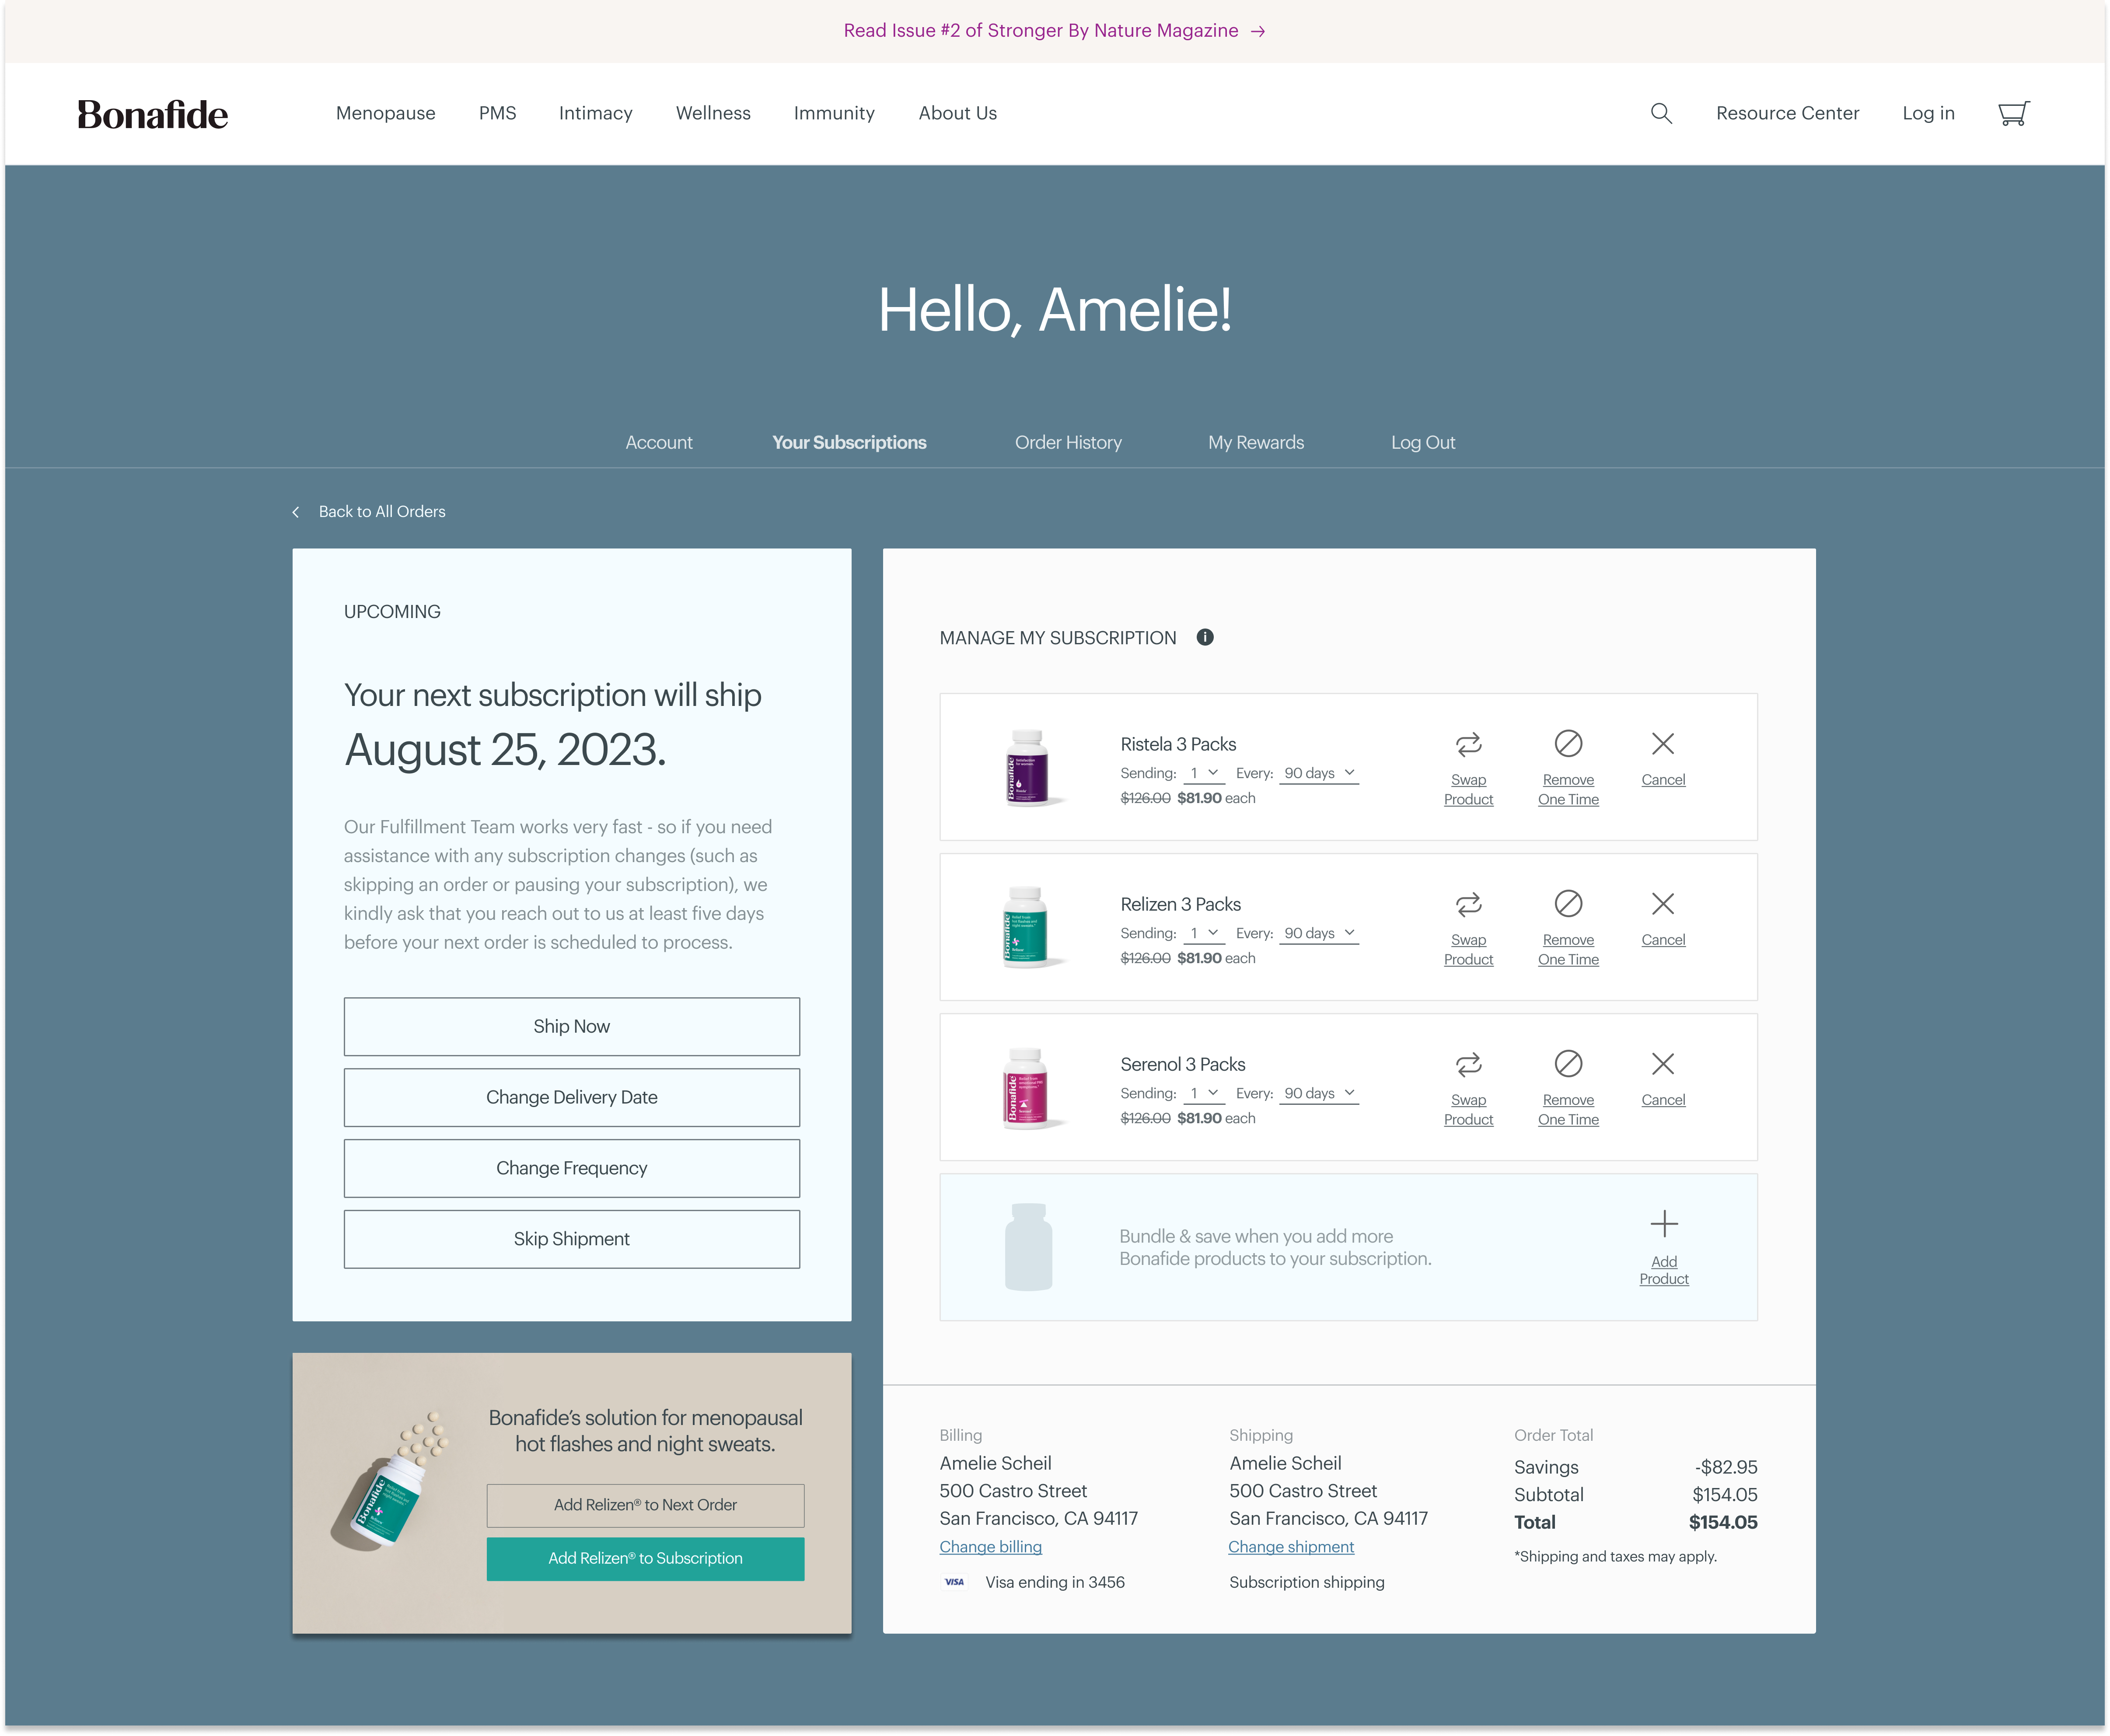 Read Issue #2 of Stronger By Nature Magazine →
Bonafide
Menopause PMS Intimacy Wellness Immunity About Us
Resource Center Log in
Hello, Amelie!
Account Your Subscriptions Order History My Rewards Log Out
Back to All Orders
UPCOMING
Your next subscription will ship
August 25, 2023.
Our Fulfillment Team works very fast - so if you need
assistance with any subscription changes (such as
skipping an order or pausing your subscription), we
kindly ask that you reach out to us at least five days
before your next order is scheduled to process.
Ship Now
Change Delivery Date
Change Frequency
Skip Shipment
Bonafide
Bonafide's solution for menopausal
hot flashes and night sweats.
Add Relizen® to Next Order
Add Relizen® to Subscription
MANAGE MY SUBSCRIPTION i
Bonafide
Ristela 3 Packs
Sending: 1 Every: 90 days
$126.00 $81.90 each
Swap
Product
Remove
One Time
Cancel
Bonafide
Relizen 3 Packs
Sending: 1 Every: 90 days
$126.00 $81.90 each
Swap
Product
Remove
One Time
Cancel
Bonafide
Serenol 3 Packs
Sending: 1 Every: 90 days
$126.00 $81.90 each
Swap
Product
Remove
One Time
Cancel
Bundle & save when you add more
Bonafide products to your subscription.
Add
Product
Billing
Amelie Scheil
500 Castro Street
San Francisco, CA 94117
Change billing
VISA Visa ending in 3456
Shipping
Amelie Scheil
500 Castro Street
San Francisco, CA 94117
Change shipment
Subscription shipping
Order Total
Savings -$82.95
Subtotal $154.05
Total $154.05
*Shipping and taxes may apply.